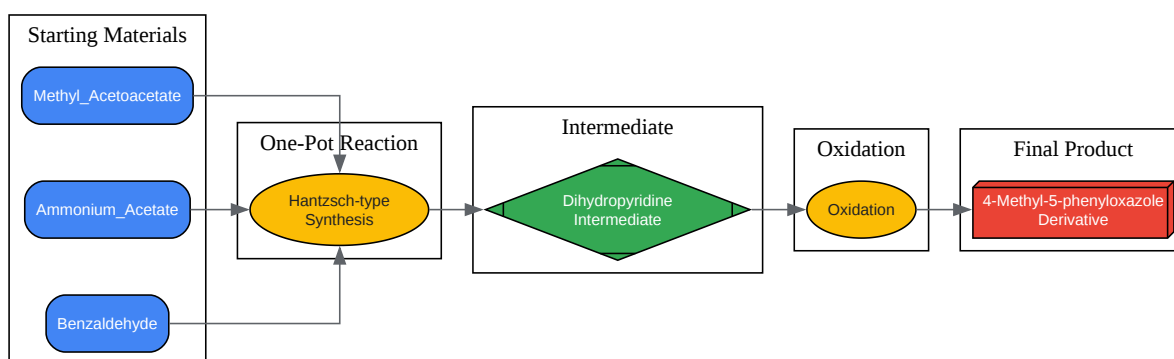 Starting Materials
Methyl_Acetoacetate
Ammonium_Acetate
Benzaldehyde
One-Pot Reaction
Hantzsch-type
Synthesis
Intermediate
Dihydropyridine
Intermediate
Oxidation
Oxidation
Final Product
4-Methyl-5-phenyloxazole
Derivative